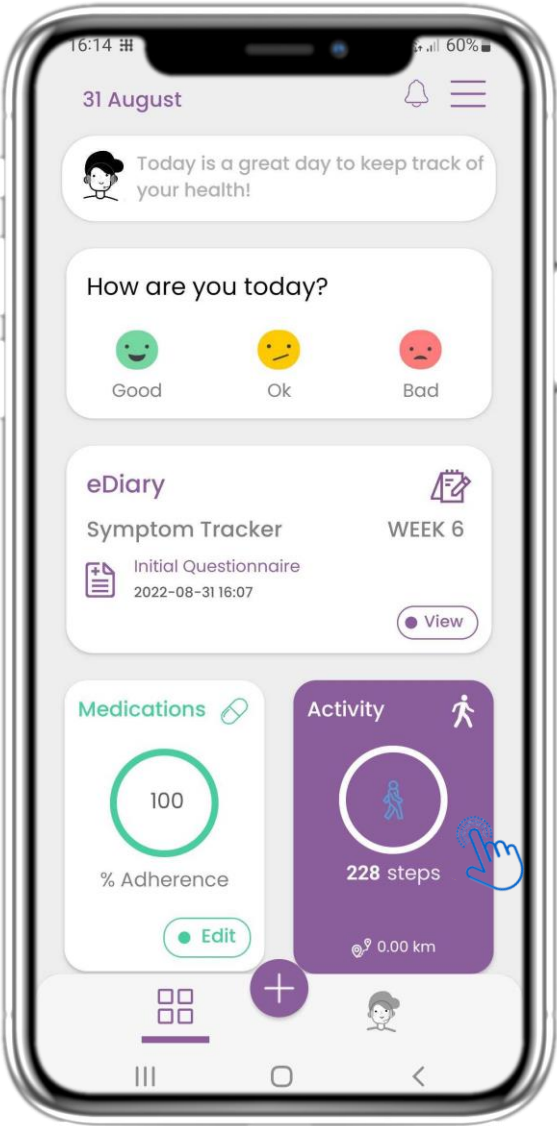 16:14
60%
31 August
Today is a great day to keep track of
your health!
How are you today?
Good
Ok
Bad
eDiary
Symptom Tracker
WEEK 6
Initial Questionnaire
2022-08-31 16:07
View
Medications
100
% Adherence
Edit
Activity
228 steps
0.00 km